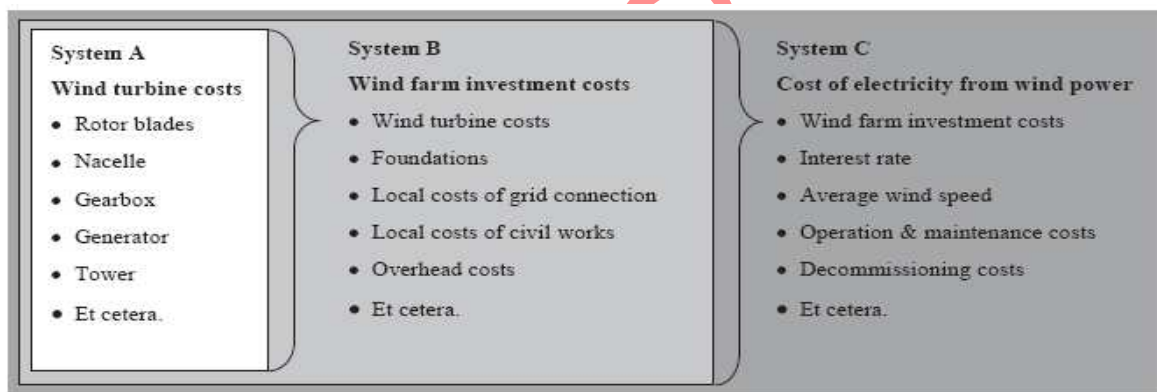 System A
Wind turbine costs
• Rotor blades
• Nacelle
• Gearbox
• Generator
• Tower
• Et cetera.
System B
Wind farm investment costs
• Wind turbine costs
• Foundations
• Local costs of grid connection
• Local costs of civil works
• Overhead costs
• Et cetera.
System C
Cost of electricity from wind power
• Wind farm investment costs
• Interest rate
• Average wind speed
• Operation & maintenance costs
• Decommissioning costs
• Et cetera.